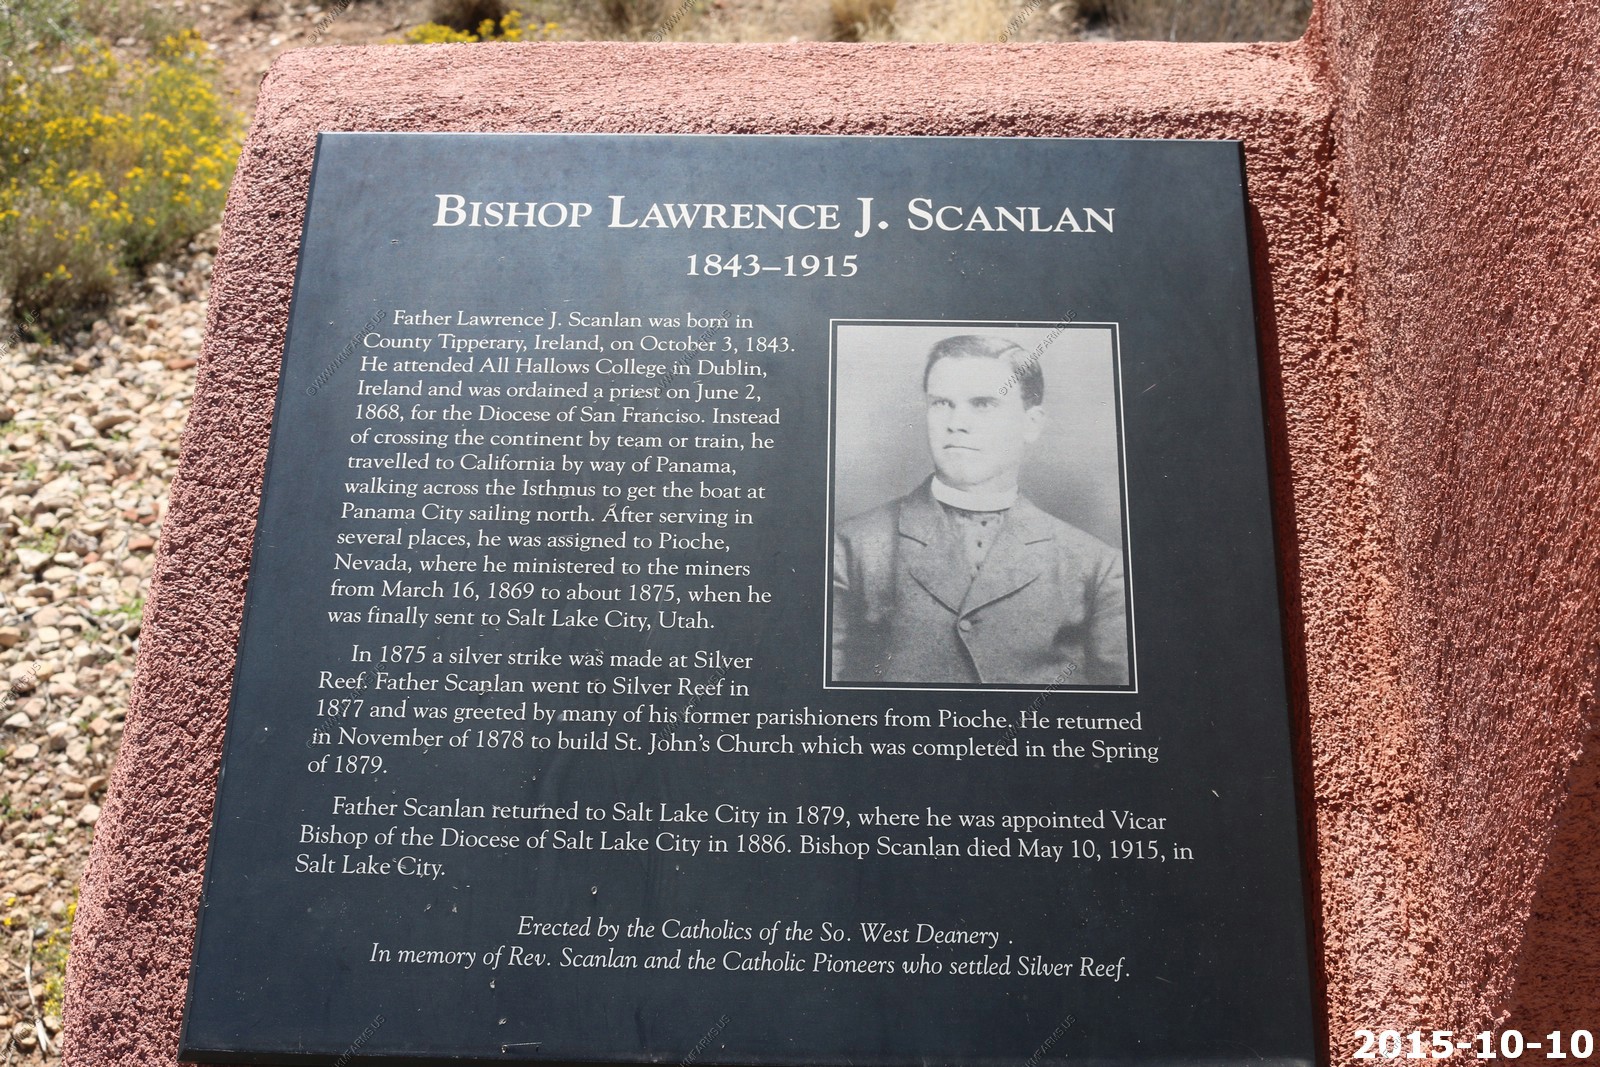 BISHOP LAWRENCE J. SCANLAN
1843–1915
Father Lawrence J. Scanlan was born in
County Tipperary, Ireland, on October 3, 1843.
He attended All Hallows College in Dublin,
Ireland and was ordained a priest on June 2,
1868, for the Diocese of San Franciso. Instead
of crossing the continent by team or train, he
travelled to California by way of Panama,
walking across the Isthmus to get the boat at
Panama City sailing north. After serving in
several places, he was assigned to Pioche,
Nevada, where he ministered to the miners
from March 16, 1869 to about 1875, when he
was finally sent to Salt Lake City, Utah.
In 1875 a silver strike was made at Silver
Reef. Father Scanlan went to Silver Reef in
1877 and was greeted by many of his former parishioners from Pioche. He returned
in November of 1878 to build St. John's Church which was completed in the Spring
of 1879.
Father Scanlan returned to Salt Lake City in 1879, where he was appointed Vicar
Bishop of the Diocese of Salt Lake City in 1886. Bishop Scanlan died May 10, 1915, in
Salt Lake City.
Erected by the Catholics of the So. West Deanery .
In memory of Rev. Scanlan and the Catholic Pioneers who settled Silver Reef.
©WWW.KMFARMS.US
2015-10-10